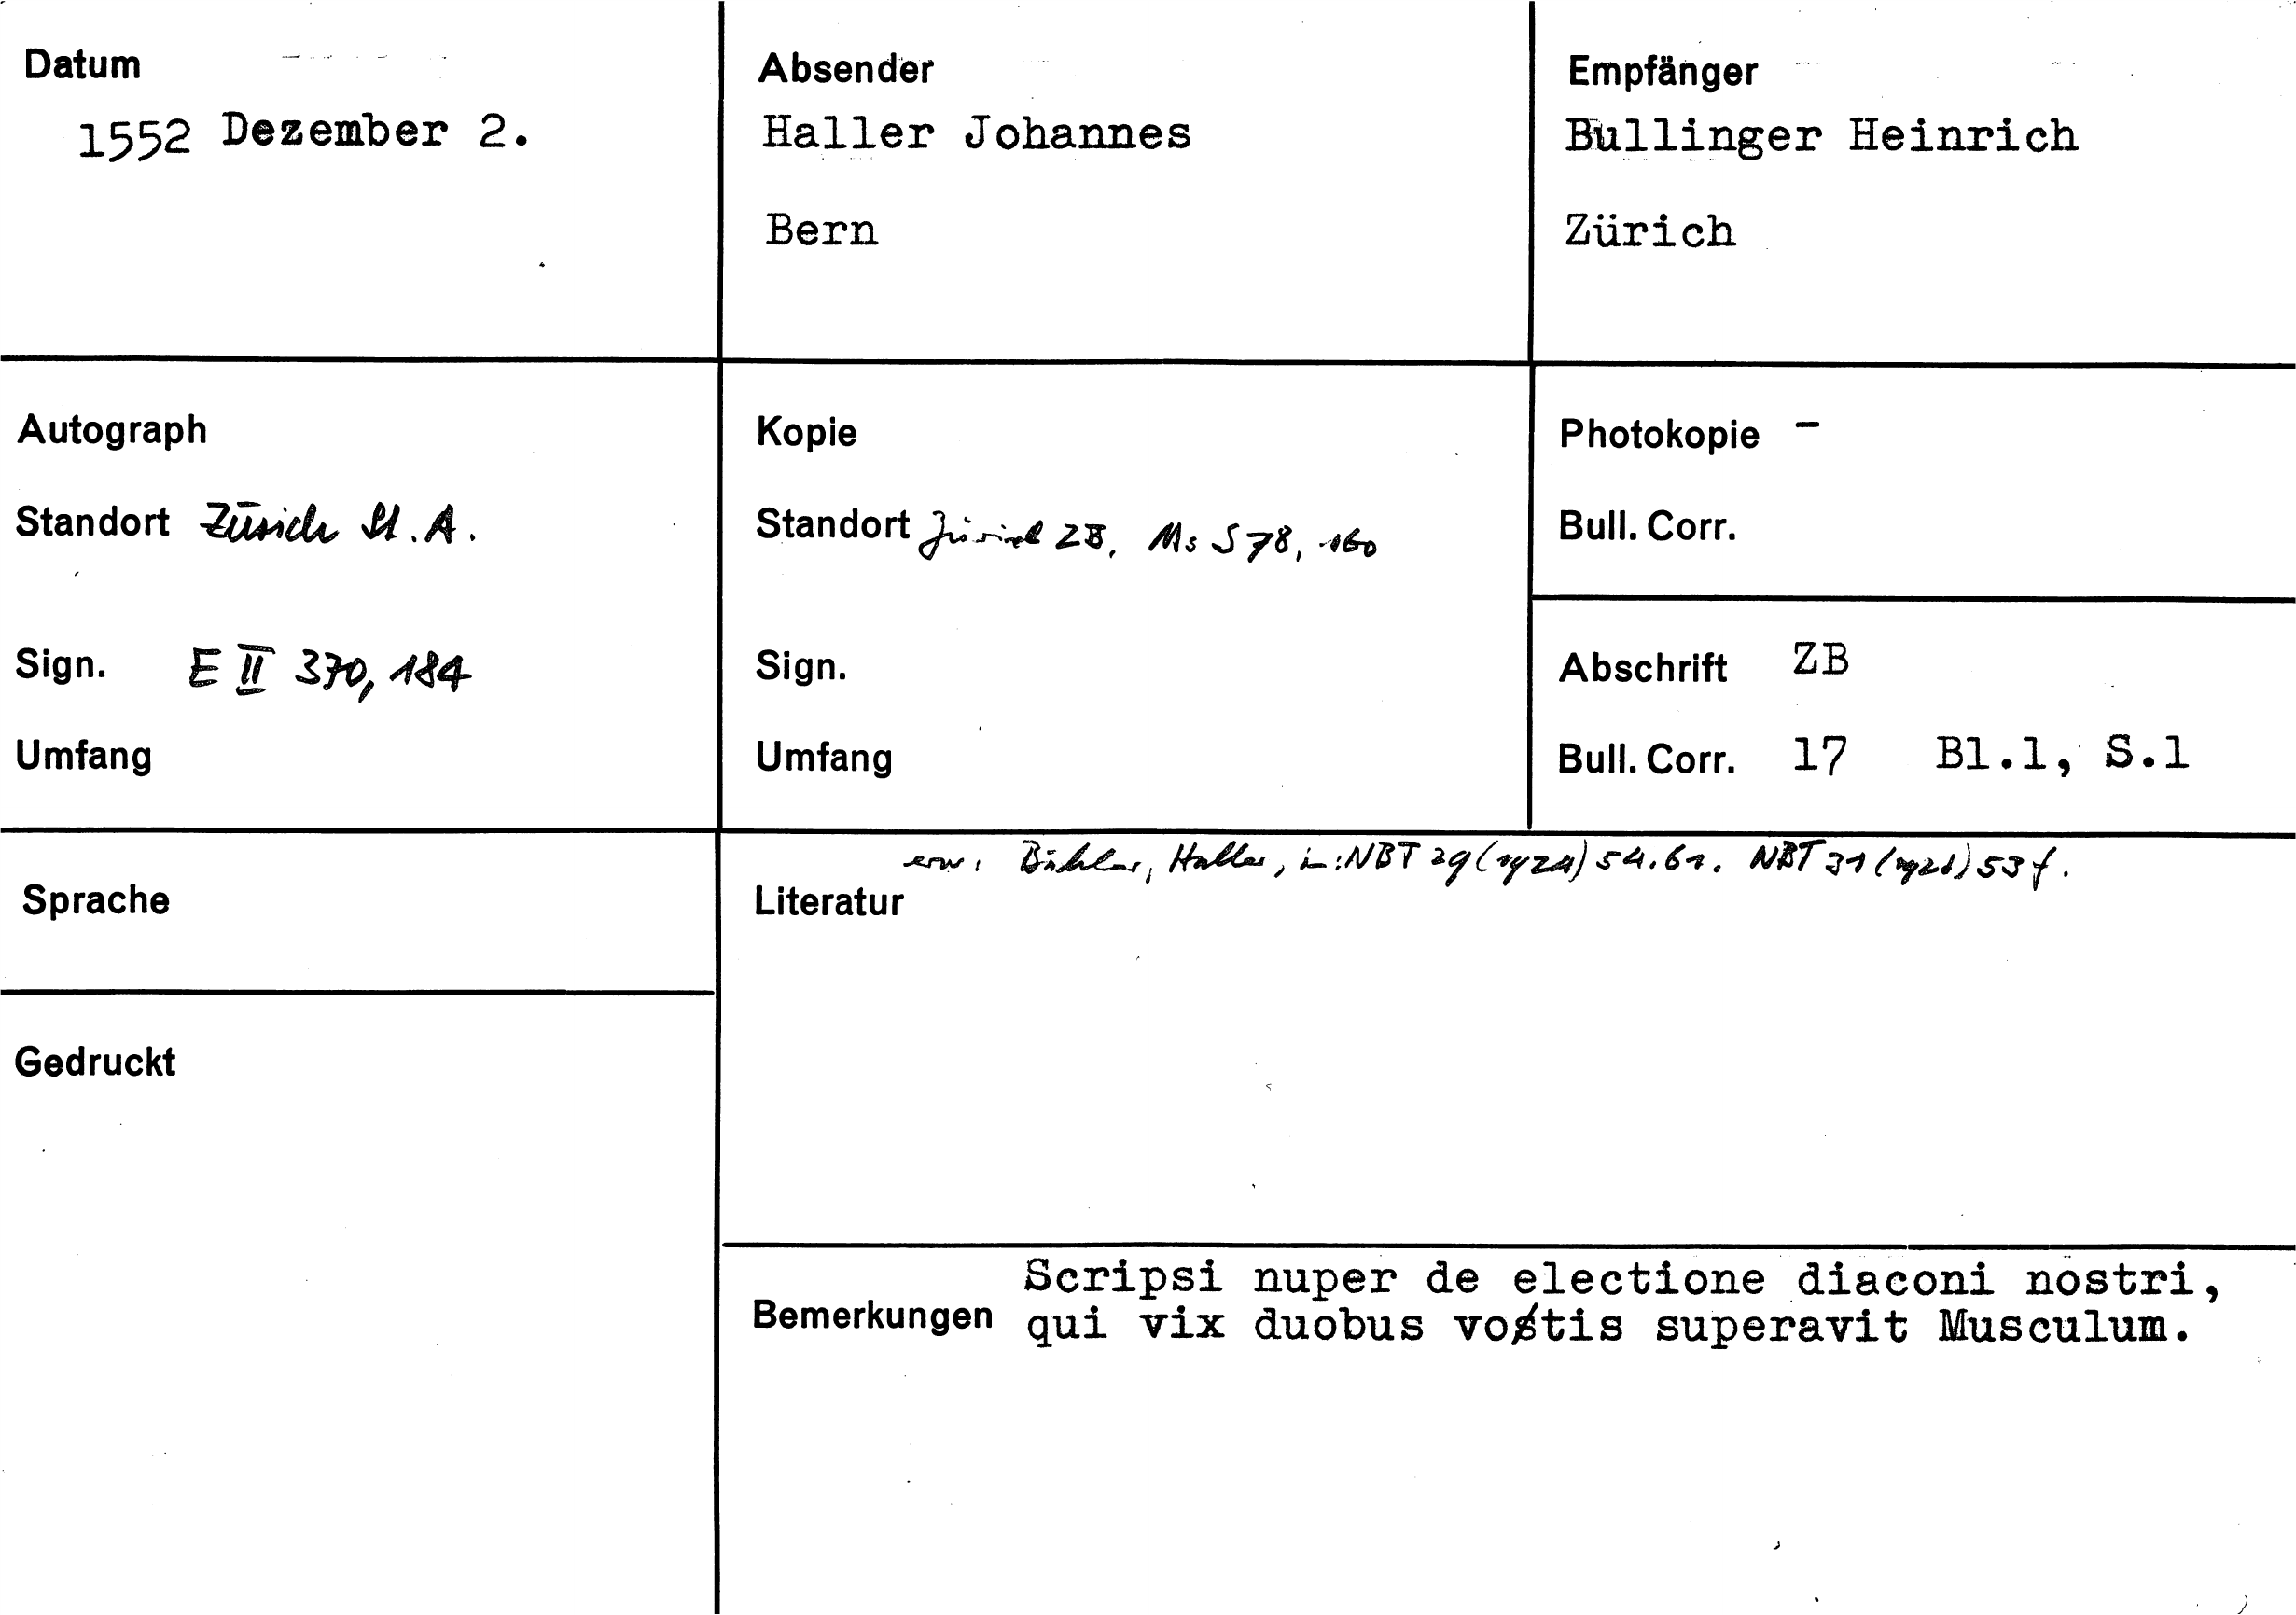 Datum
1552 Dezember 2.
Absender
Haller Johannes
Bern
Empfänger
Bullinger Heinrich
Zürich
Autograph
Standort Zürich St.A.
Sign. E II 370, 184
Umfang
Kopie
Standort Zürich ZB, Ms S 78, 160
Sign.
Umfang
Photokopie -
Bull. Corr.
Abschrift ZB
Bull. Corr. 17 Bl.1, S.1
Sprache
Gedruckt
erw. Bähler, Haller, in: NBT 29 (1924) 54.61. NBT 31 53 f.
Literatur
Scripsi nuper de electione diaconi nostri,
Bemerkungen qui vix duobus votis superavit Musculum.